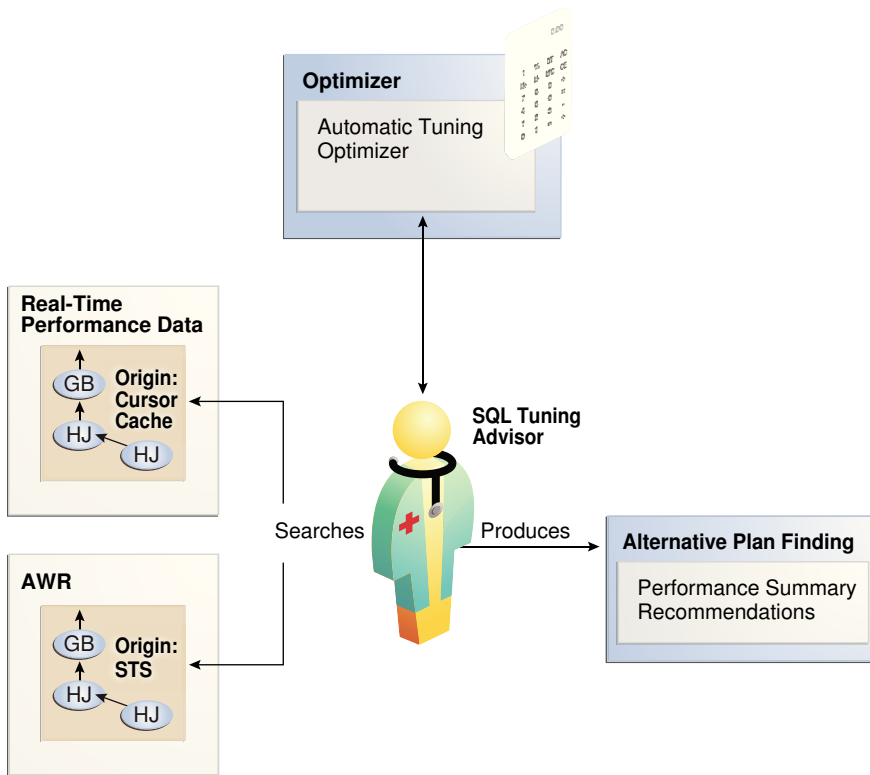 Optimizer
Automatic Tuning
Optimizer
Real-Time
Performance Data
GB
Origin:
Cursor
Cache
HJ
HJ
SQL Tuning
Advisor
Searches
Produces
Alternative Plan Finding
Performance Summary
Recommendations
AWR
GB
Origin:
STS
HJ
HJ